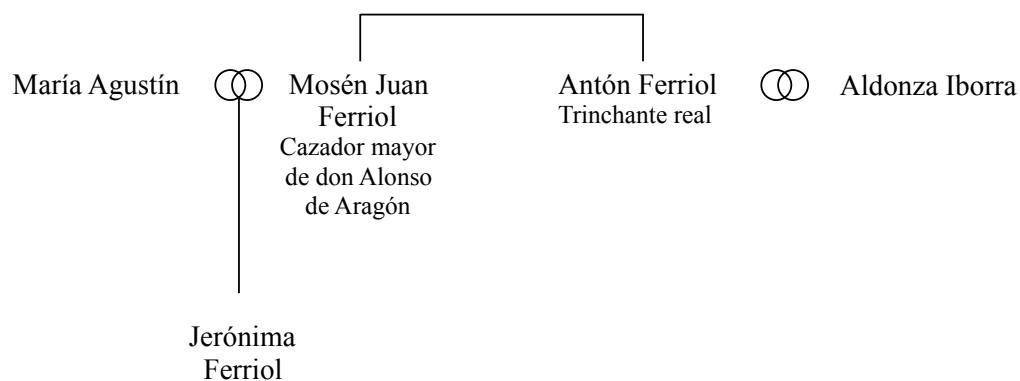 María Agustín
Mosén Juan
Ferriol
Cazador mayor
de don Alonso
de Aragón
Antón Ferriol
Trinchante real
Aldonza Iborra
Jerónima
Ferriol